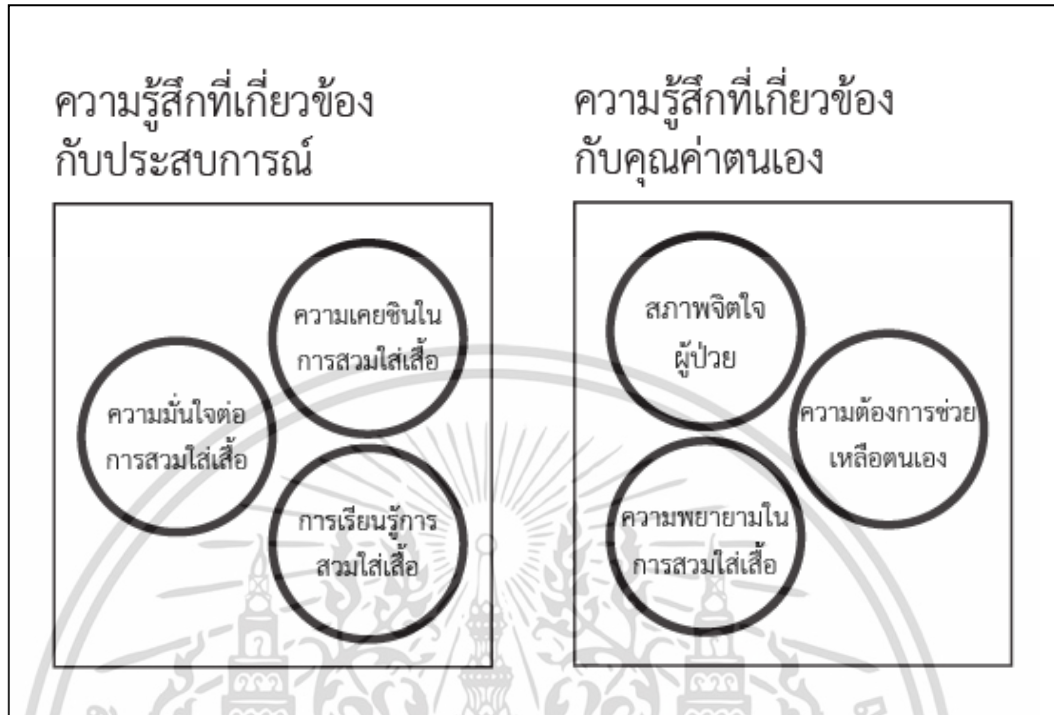 ความรู้สึกที่เกี่ยวข้อง
กับประสบการณ์
ความเคยชินใน
การสวมใส่เสื้อ
ความมั่นใจต่อ
การสวมใส่เสื้อ
การเรียนรู้การ
สวมใส่เสื้อ
ความรู้สึกที่เกี่ยวข้อง
กับคุณค่าตนเอง
สภาพจิตใจ
ผู้ป่วย
ความต้องการช่วย
เหลือตนเอง
ความพยายามใน
การสวมใส่เสื้อ